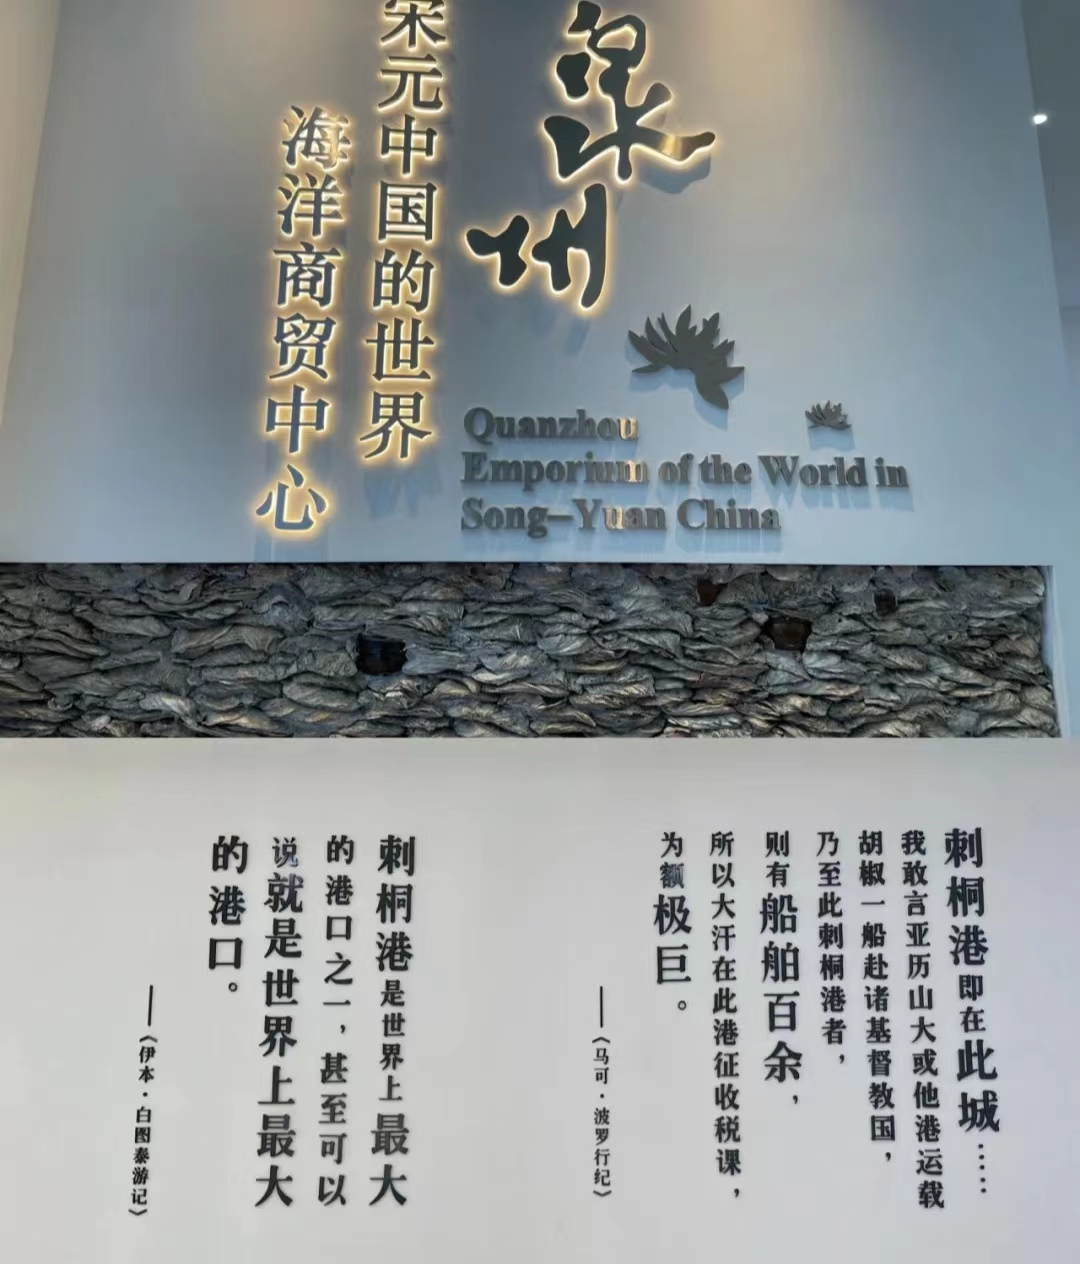 泉州
宋元中国的世界
海洋商贸中心
Quanzhou
Emporium of the World in
Song-Yuan China
刺桐港即在此城……
我敢言亚历山大或他港运载
胡椒一船赴诸基督教国，
乃至此刺桐港者，
则有船舶百余，
所以大汗在此港征收税课，
为额极巨。
——《马可·波罗行纪》
刺桐港是世界上最大
的港口之一，甚至可以
说就是世界上最大
的港口。
——《伊本·白图泰游记》